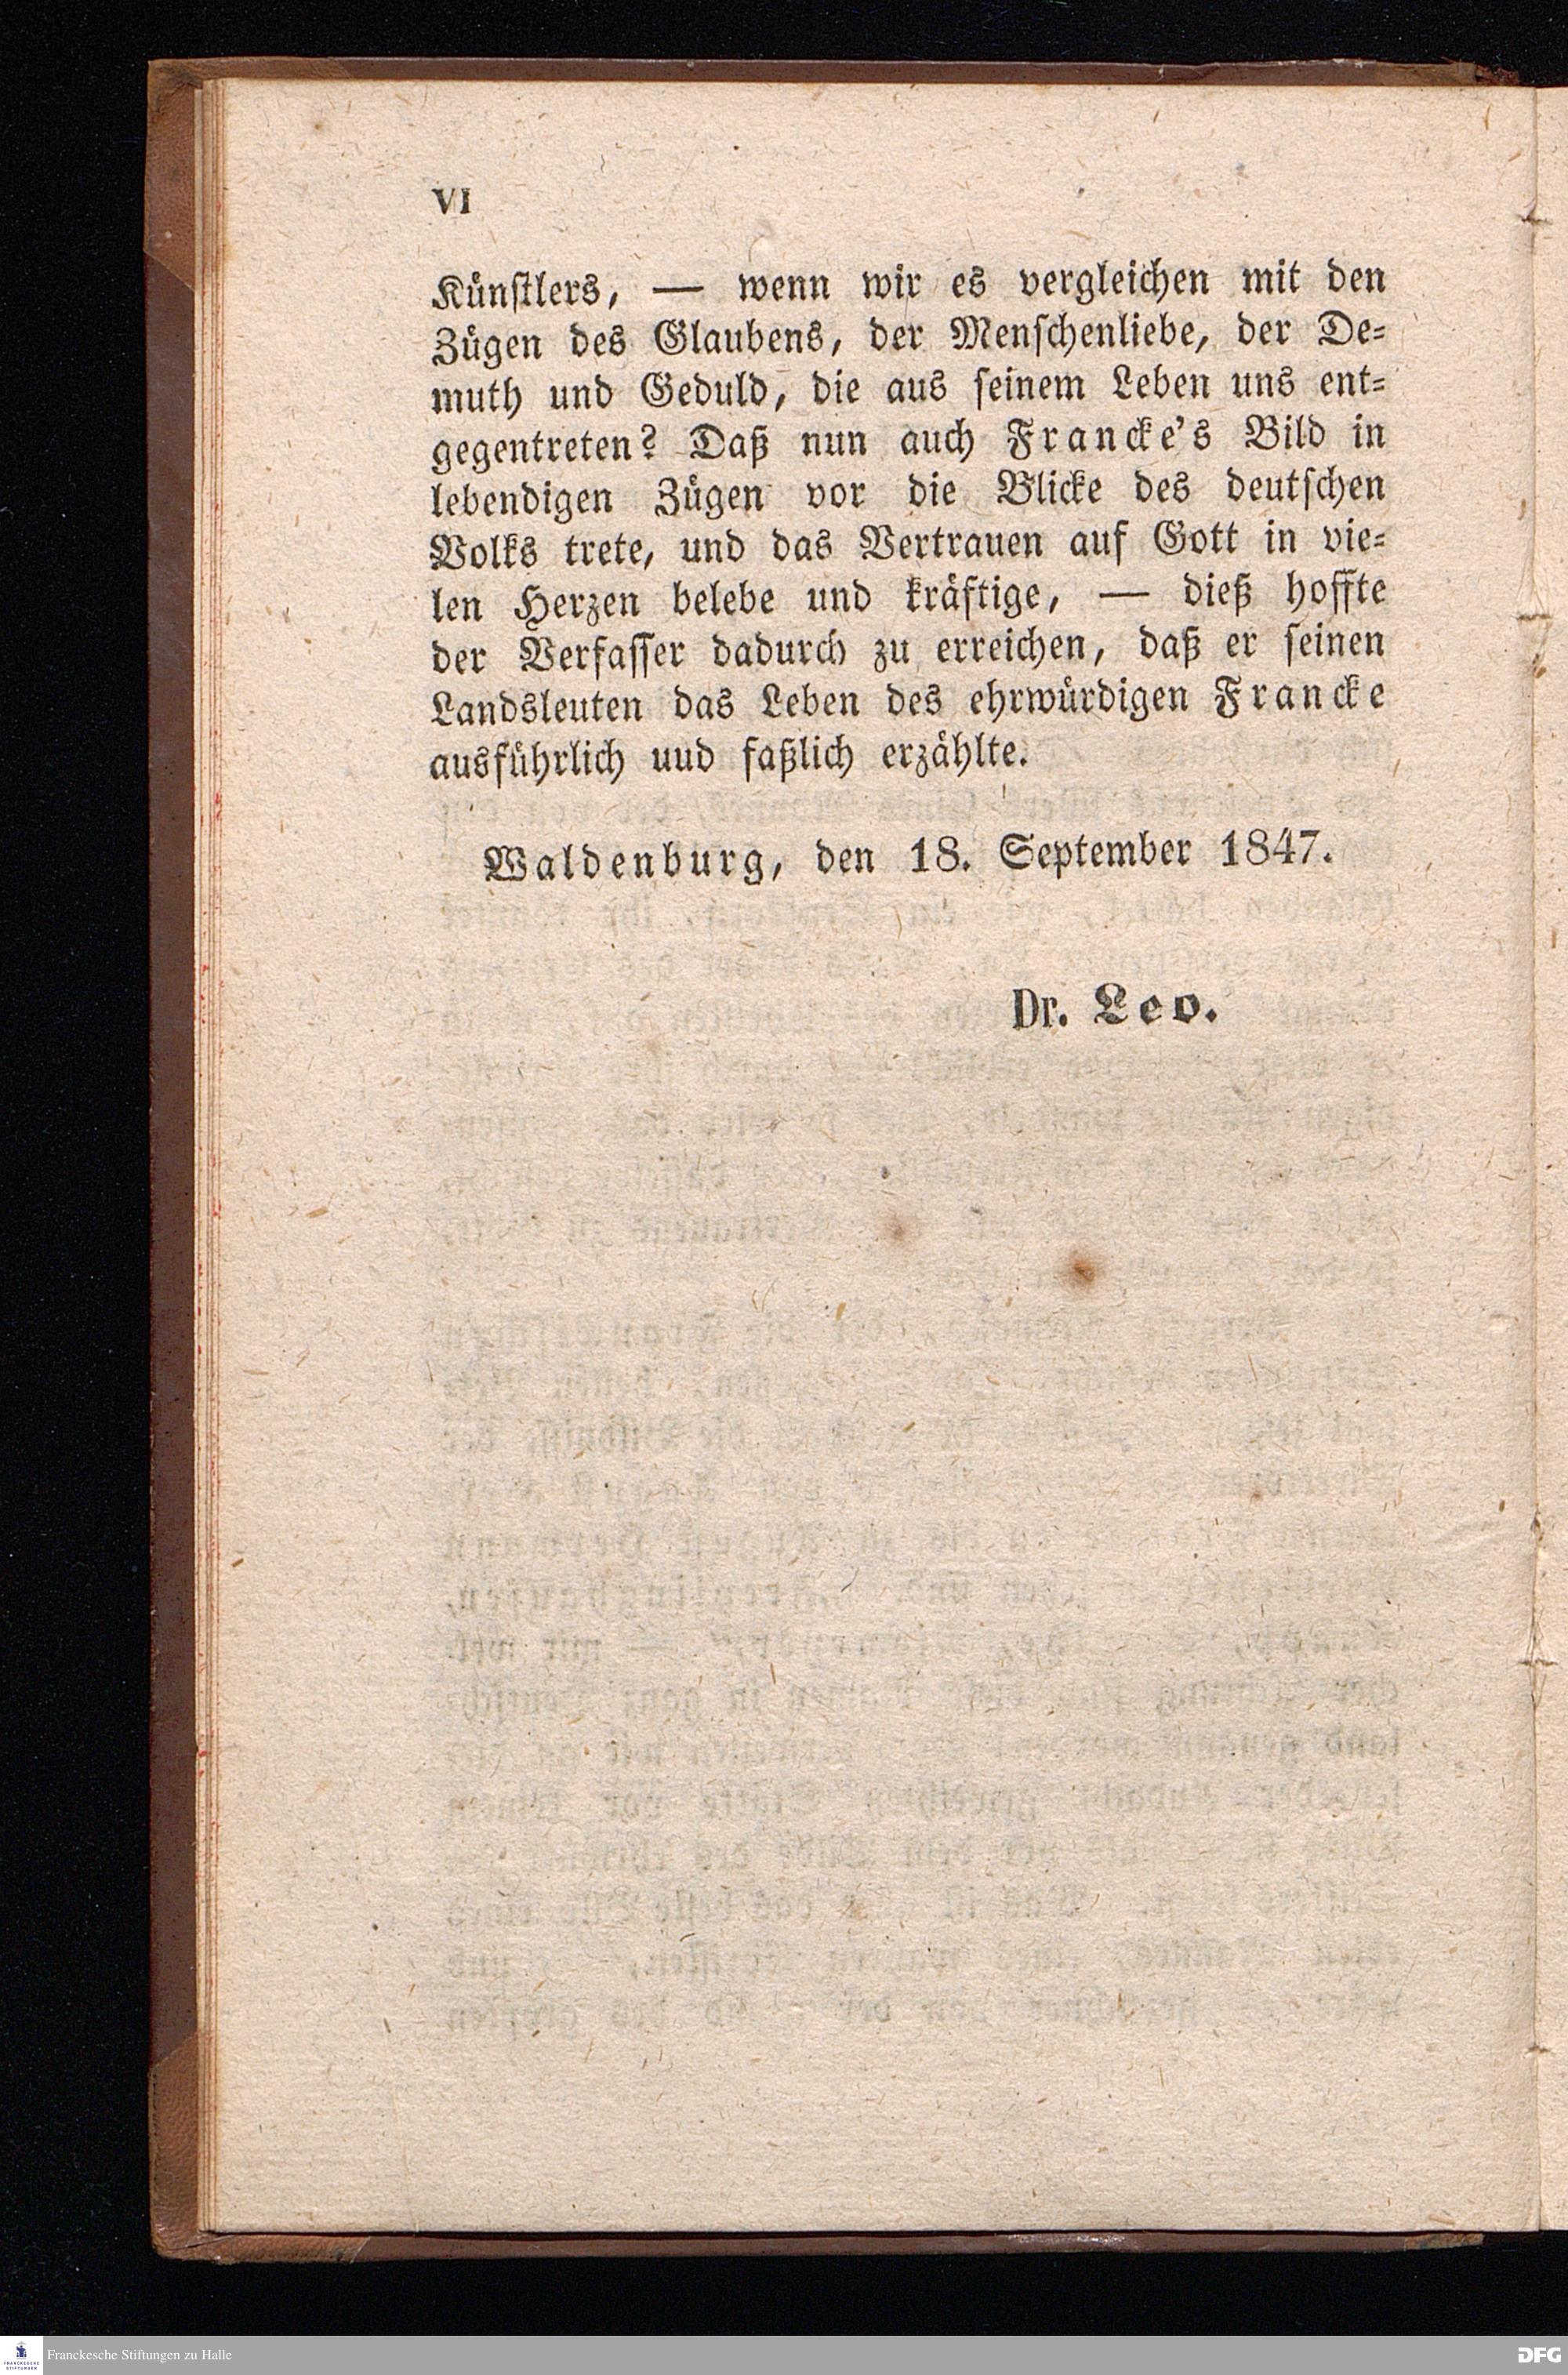 VI
Künstlers, — wenn wir es vergleichen mit den
Zügen des Glaubens, der Menschenliebe, der De-
muth und Geduld, die aus seinem Leben uns ent-
gegentreten? Daß nun auch Francke's Bild in
lebendigen Zügen vor die Blicke des deutschen
Volks trete, und das Vertrauen auf Gott in vie-
len Herzen belebe und kräftige, — dieß hoffte
der Verfasser dadurch zu erreichen, daß er seinen
Landsleuten das Leben des ehrwürdigen Francke
ausführlich uud faßlich erzählte.
Waldenburg, den 18. September 1847.
Dr. Leo.
FRANCKESCHE
STIFTUNGEN
Franckesche Stiftungen zu Halle
DFG